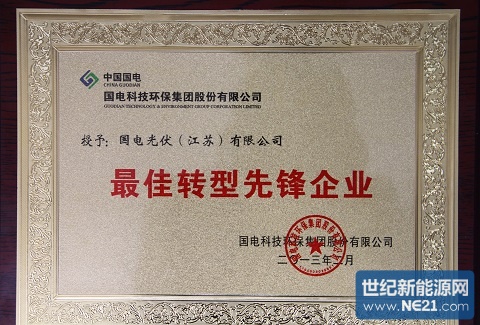 中国国电
CHINA GUODIAN
国电科技环保集团股份有限公司
GUODIAN TECHNOLOGY & ENVIRONMENT GROUP CORPORATION LIMITED
授予：国电光伏（江苏）有限公司
最佳转型先锋企业
国电科技环保集团股份有限公司
二〇一三年二月
世纪新能源网
www.NE21.com